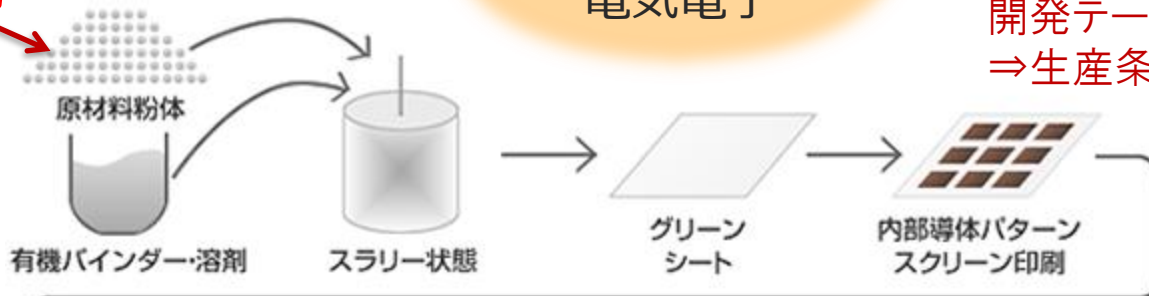 電気電子
開発テー
⇒生産条
原材料粉体
有機バインダー・溶剤
スラリー状態
グリーン
シート
内部導体パターン
スクリーン印刷